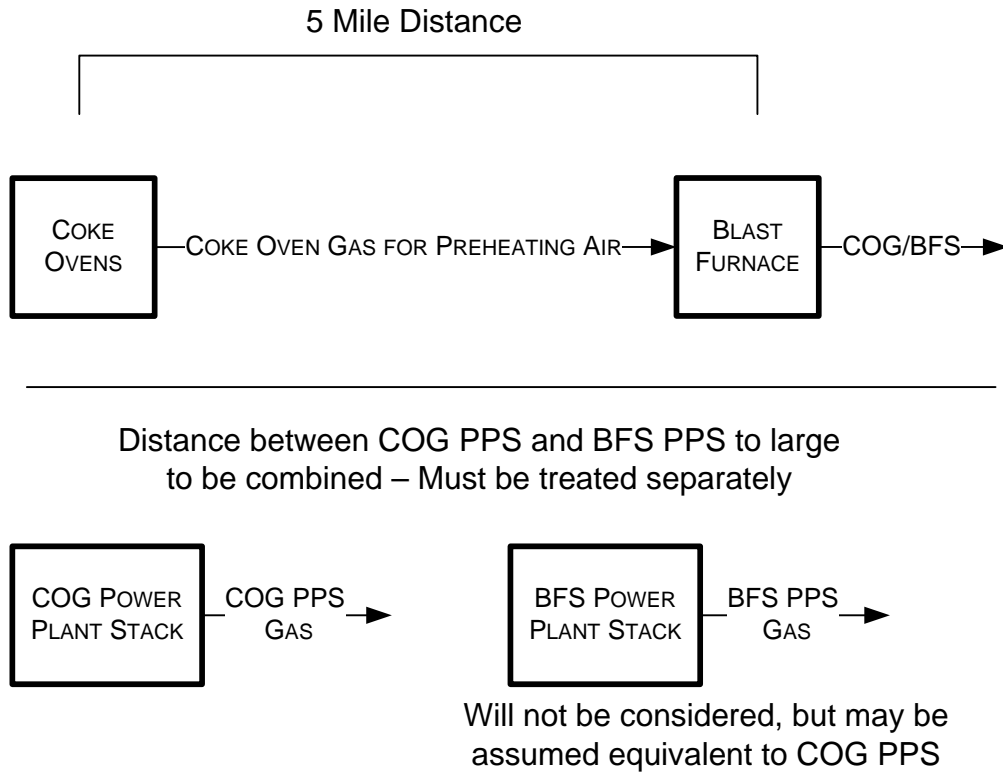 5 Mile Distance
COKE
OVENS
COKE OVEN GAS FOR PREHEATING AIR
BLAST
FURNACE
COG/BFS
Distance between COG PPS and BFS PPS to large
to be combined – Must be treated separately
COG POWER
PLANT STACK
COG PPS
GAS
BFS POWER
PLANT STACK
BFS PPS
GAS
Will not be considered, but may be
assumed equivalent to COG PPS